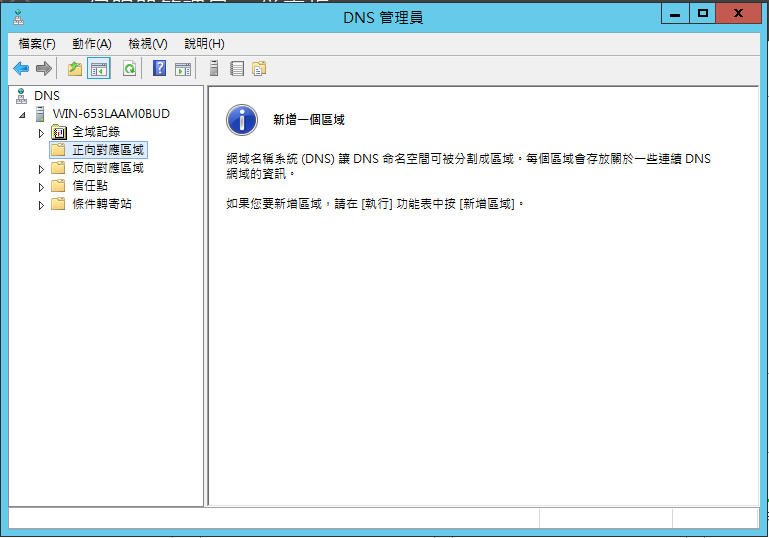 DNS 管理員
檔案(F) 動作(A) 檢視(V) 說明(H)
DNS
WIN-653LAAM0BUD
全域記錄
正向對應區域
反向對應區域
信任點
條件轉寄站
新增一個區域
網域名稱系統 (DNS) 讓 DNS 命名空間可被分割成區域。每個區域會存放關於一些連續 DNS
網域的資訊。
如果您要新增區域，請在 [執行] 功能表中按 [新增區域]。